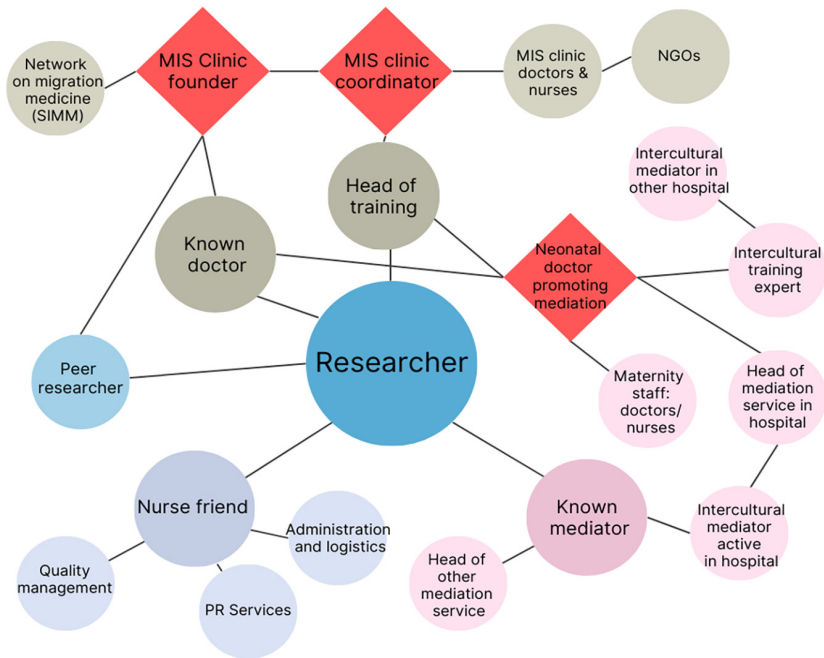 Network
on migration
medicine
(SIMM)
MIS Clinic
founder
MIS clinic
coordinator
MIS clinic
doctors &
nurses
NGOs
Intercultural
mediator in
other hospital
Head of
training
Known
doctor
Neonatal
doctor
promoting
mediation
Intercultural
training
expert
Researcher
Peer
researcher
Maternity
staff:
doctors/
nurses
Head of
mediation
service in
hospital
Nurse friend
Known
mediator
Administration
and logistics
Intercultural
mediator
active
in hospital
Quality
management
PR Services
Head of
other
mediation
service